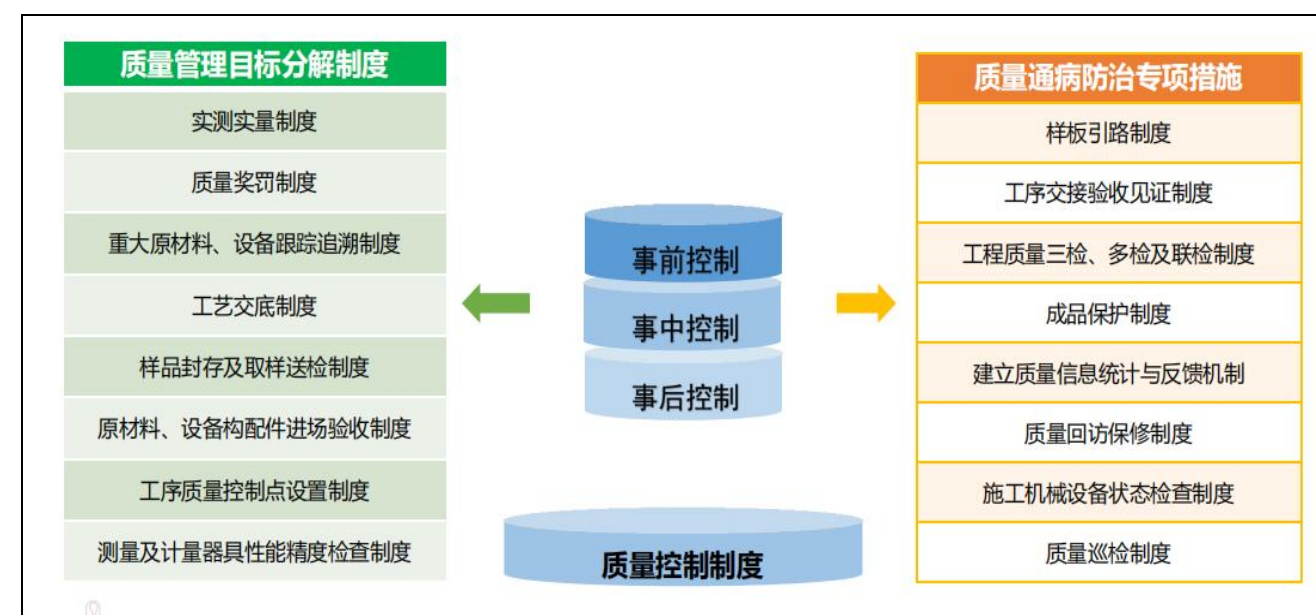 质量管理目标分解制度
实测实量制度
质量奖罚制度
重大原材料、设备跟踪追溯制度
工艺交底制度
样品封存及取样送检制度
原材料、设备构配件进场验收制度
工序质量控制点设置制度
测量及计量器具性能精度检查制度
事前控制
事中控制
事后控制
质量控制制度
质量通病防治专项措施
样板引路制度
工序交接验收见证制度
工程质量三检、多检及联检制度
成品保护制度
建立质量信息统计与反馈机制
质量回访保修制度
施工机械设备状态检查制度
质量巡检制度